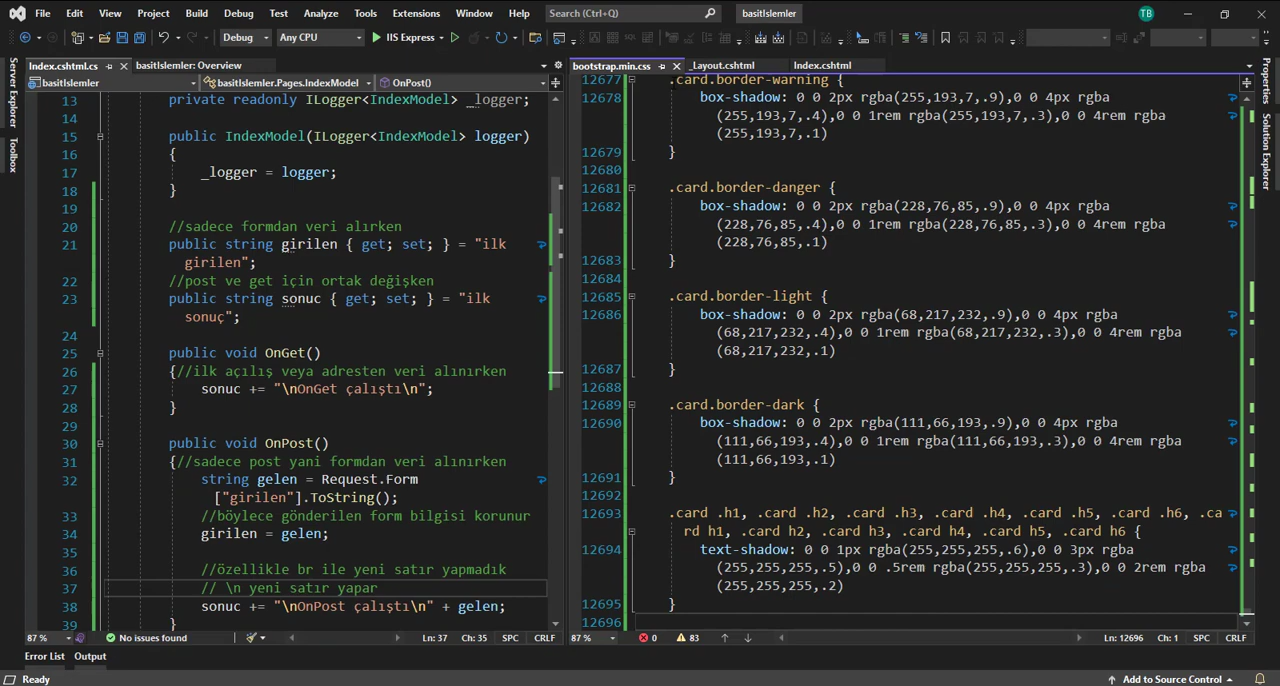 File Edit View Project Build Debug Test Analyze Tools Extensions Window Help Search (Ctrl+Q) basitIslemler TB
Debug Any CPU IIS Express
Server Explorer
Toolbox
Index.cshtml.cs basitIslemler: Overview
basitIslemler basitIslemler.Pages.IndexModel OnPost()
13 private readonly ILogger<IndexModel> _logger;
14
15 public IndexModel(ILogger<IndexModel> logger)
16 {
17 _logger = logger;
18 }
19
20 //sadece formdan veri alırken
21 public string girilen { get; set; } = "ilk
girilen";
22 //post ve get için ortak değişken
23 public string sonuc { get; set; } = "ilk
sonuç";
24
25 public void OnGet()
26 {//ilk açılış veya adresten veri alınırken
27 sonuc += "\nOnGet çalıştı\n";
28 }
29
30 public void OnPost()
31 {//sadece post yani formdan veri alınırken
32 string gelen = Request.Form
["girilen"].ToString();
33 //böylece gönderilen form bilgisi korunur
34 girilen = gelen;
35
36 //özellikle br ile yeni satır yapmadık
37 // \n yeni satır yapar
38 sonuc += "\nOnPost çalıştı\n" + gelen;
39 }
87 % No issues found Ln: 37 Ch: 35 SPC CRLF
bootstrap.min.css _Layout.cshtml Index.cshtml
12677 .card.border-warning {
12678 box-shadow: 0 0 2px rgba(255,193,7,.9),0 0 4px rgba
(255,193,7,.4),0 0 1rem rgba(255,193,7,.3),0 0 4rem rgba
(255,193,7,.1)
12679 }
12680
12681 .card.border-danger {
12682 box-shadow: 0 0 2px rgba(228,76,85,.9),0 0 4px rgba
(228,76,85,.4),0 0 1rem rgba(228,76,85,.3),0 0 4rem rgba
(228,76,85,.1)
12683 }
12684
12685 .card.border-light {
12686 box-shadow: 0 0 2px rgba(68,217,232,.9),0 0 4px rgba
(68,217,232,.4),0 0 1rem rgba(68,217,232,.3),0 0 4rem rgba
(68,217,232,.1)
12687 }
12688
12689 .card.border-dark {
12690 box-shadow: 0 0 2px rgba(111,66,193,.9),0 0 4px rgba
(111,66,193,.4),0 0 1rem rgba(111,66,193,.3),0 0 4rem rgba
(111,66,193,.1)
12691 }
12692
12693 .card .h1, .card .h2, .card .h3, .card .h4, .card .h5, .card .h6, .ca
rd h1, .card h2, .card h3, .card h4, .card h5, .card h6 {
12694 text-shadow: 0 0 1px rgba(255,255,255,.6),0 0 3px rgba
(255,255,255,.5),0 0 .5rem rgba(255,255,255,.3),0 0 2rem rgba
(255,255,255,.2)
12695 }
12696
87 % 0 83 Ln: 12696 Ch: 1 SPC CRLF
Properties
Solution Explorer
Error List Output
Ready Add to Source Control